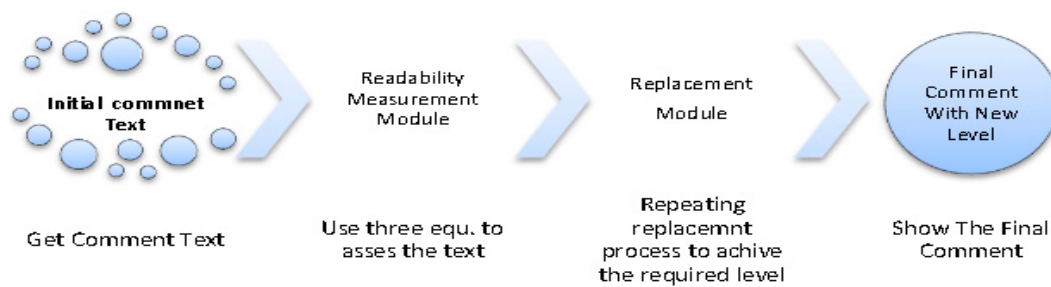 Initial commnet
Text
Readability
Measurement
Module
Replacement
Module
Final
Comment
With New
Level
Get Comment Text
Use three equ. to
asses the text
Repeating
replacemnt
process to achive
the required level
Show The Final
Comment